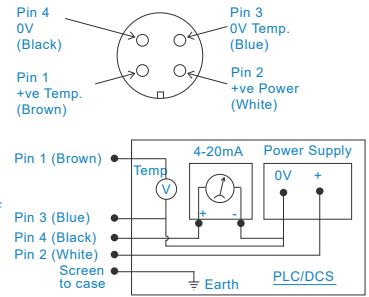 Pin 4
0V
(Black)
Pin 3
0V Temp.
(Blue)
Pin 1
+ve Temp.
(Brown)
Pin 2
+ve Power
(White)
4-20mA
Power Supply
Pin 1 (Brown)
Temp
0V
+
V
Pin 3 (Blue)
+
-
Pin 4 (Black)
Pin 2 (White)
Screen
to case
Earth
PLC/DCS